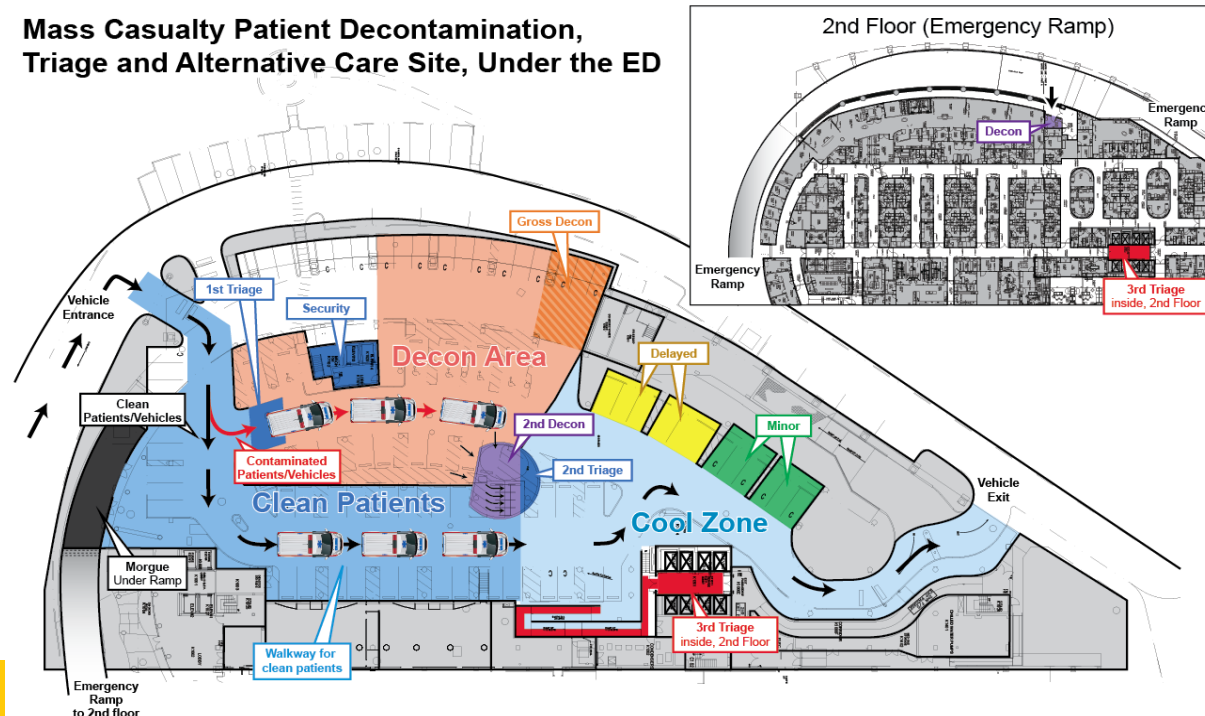 Mass Casualty Patient Decontamination,
Triage and Alternative Care Site, Under the ED
2nd Floor (Emergency Ramp)
Emergency
Ramp
Decon
Emergency
Ramp
3rd Triage
inside, 2nd Floor
Gross Decon
1st Triage
Vehicle
Entrance
Security
Decon Area
Delayed
Clean
Patients/Vehicles
Minor
2nd Decon
Contaminated
Patients/Vehicles
2nd Triage
Clean Patients
Vehicle
Exit
Cool Zone
Morgue
Under Ramp
3rd Triage
inside, 2nd Floor
Walkway for
clean patients
Emergency
Ramp
to 2nd floor